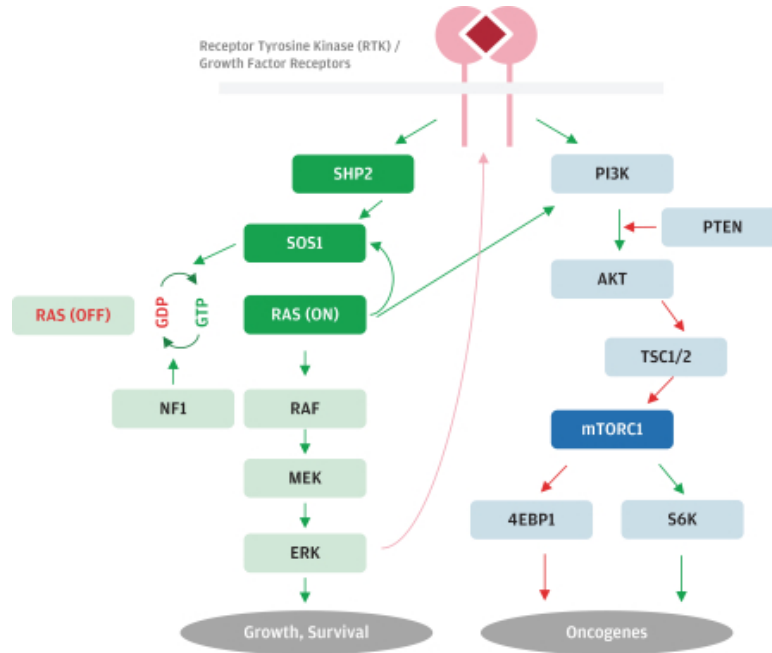 Receptor Tyrosine Kinase (RTK) /
Growth Factor Receptors
SHP2
PI3K
SOS1
PTEN
AKT
RAS (OFF)
GDP
GTP
RAS (ON)
TSC1/2
NF1
RAF
mTORC1
MEK
4EBP1
S6K
ERK
Growth, Survival
Oncogenes